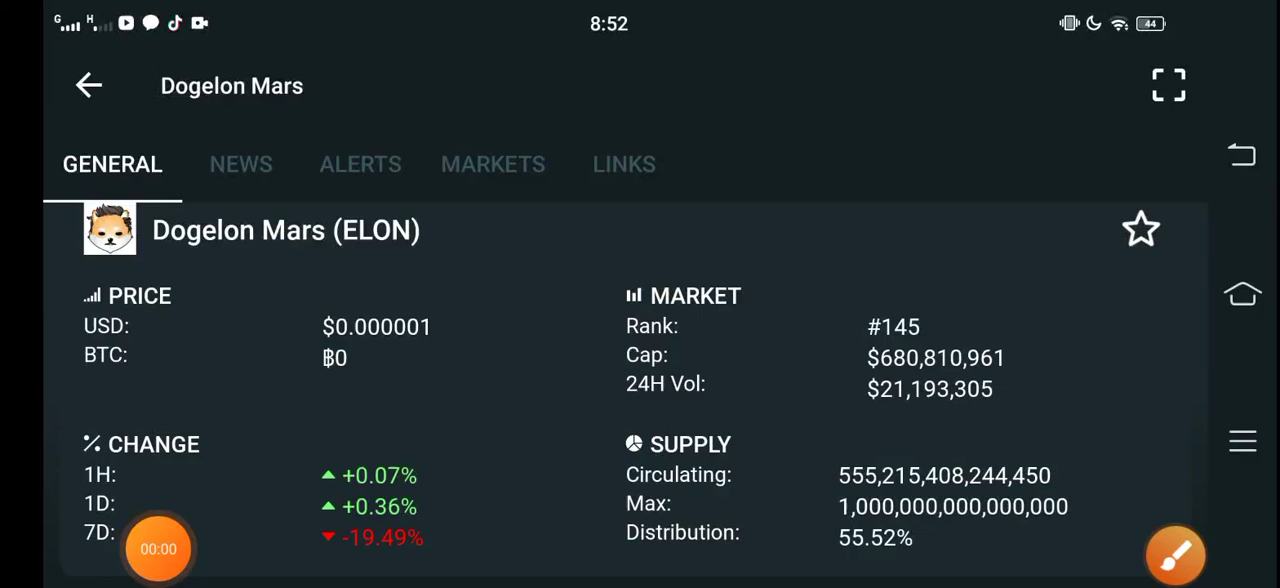 G H 8:52 44
Dogelon Mars
GENERAL NEWS ALERTS MARKETS LINKS
Dogelon Mars (ELON)
PRICE
USD: $0.000001
BTC: ฿0
MARKET
Rank: #145
Cap: $680,810,961
24H Vol: $21,193,305
CHANGE
1H: +0.07%
1D: +0.36%
7D: -19.49%
SUPPLY
Circulating: 555,215,408,244,450
Max: 1,000,000,000,000,000
Distribution: 55.52%
00:00